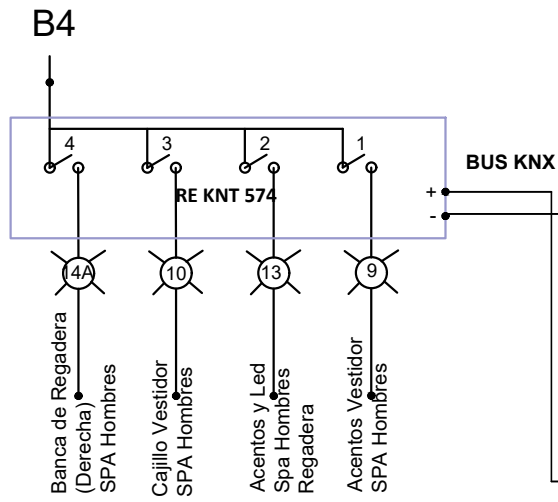 B4
4
3
2
1
BUS KNX
RE KNT 574
+
-
14A
10
13
9
Banca de Regadera
(Derecha)
SPA Hombres
Cajillo Vestidor
SPA Hombres
Acentos y Led
Spa Hombres
Regadera
Acentos Vestidor
SPA Hombres